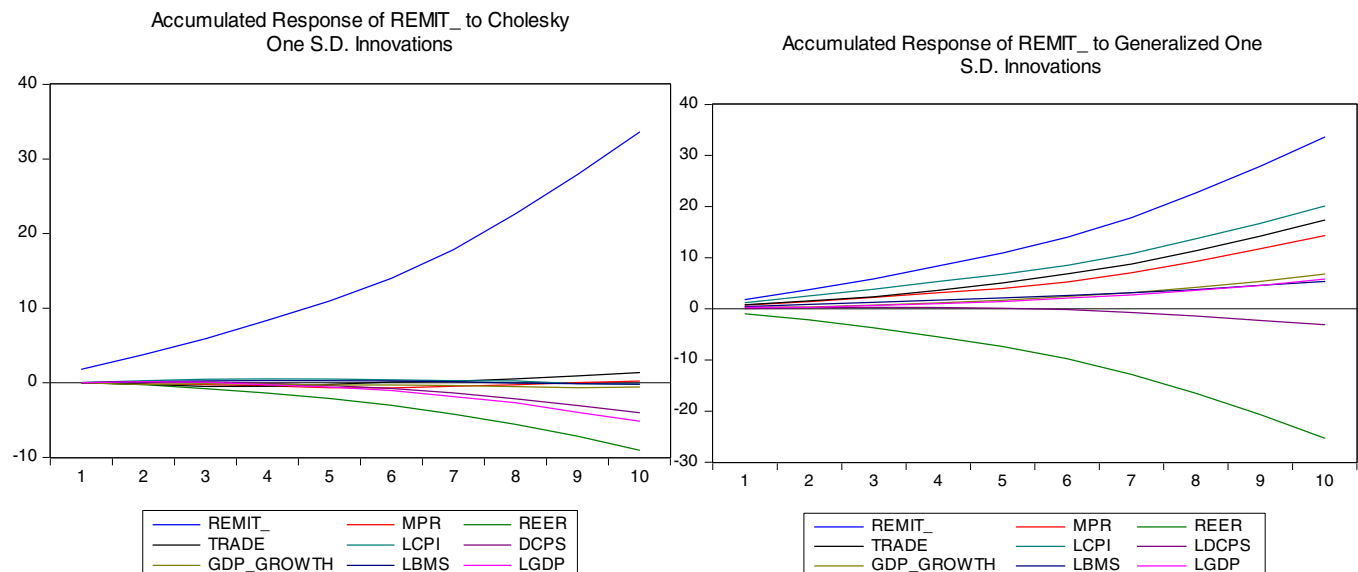 Accumulated Response of REMIT_ to Cholesky
One S.D. Innovations
40
30
20
10
0
-10
1 2 3 4 5 6 7 8 9 10
REMIT_ MPR REER
TRADE LCPI DCPS
GDP_GROWTH LBMS LGDP
Accumulated Response of REMIT_ to Generalized One
S.D. Innovations
40
30
20
10
0
-10
-20
-30
1 2 3 4 5 6 7 8 9 10
REMIT_ MPR REER
TRADE LCPI LDCPS
GDP_GROWTH LBMS LGDP